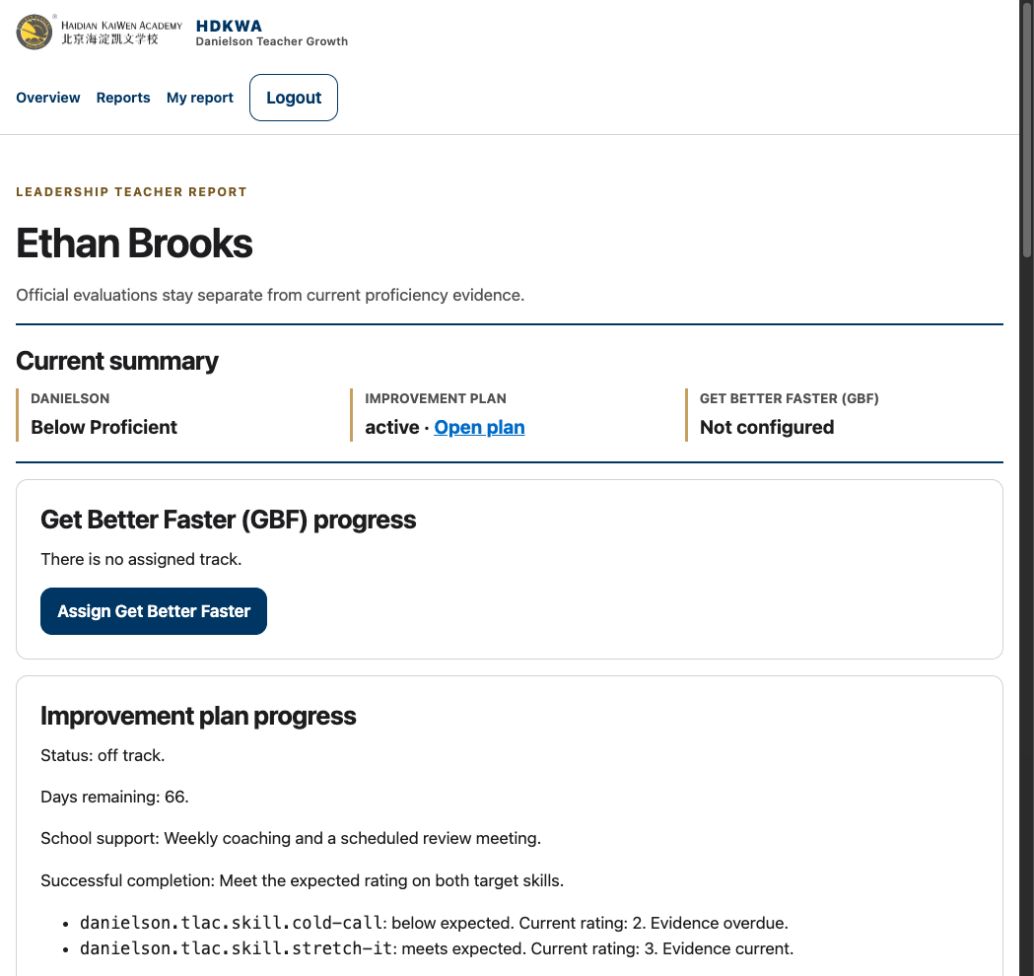 HAIDIAN KAIWEN ACADEMY
北京海淀凯文学校
HDKWA
Danielson Teacher Growth
Overview Reports My report Logout
LEADERSHIP TEACHER REPORT
Ethan Brooks
Official evaluations stay separate from current proficiency evidence.
Current summary
DANIELSON
Below Proficient
IMPROVEMENT PLAN
active · Open plan
GET BETTER FASTER (GBF)
Not configured
Get Better Faster (GBF) progress
There is no assigned track.
Assign Get Better Faster
Improvement plan progress
Status: off track.
Days remaining: 66.
School support: Weekly coaching and a scheduled review meeting.
Successful completion: Meet the expected rating on both target skills.
• danielson.tlac.skill.cold-call: below expected. Current rating: 2. Evidence overdue.
• danielson.tlac.skill.stretch-it: meets expected. Current rating: 3. Evidence current.